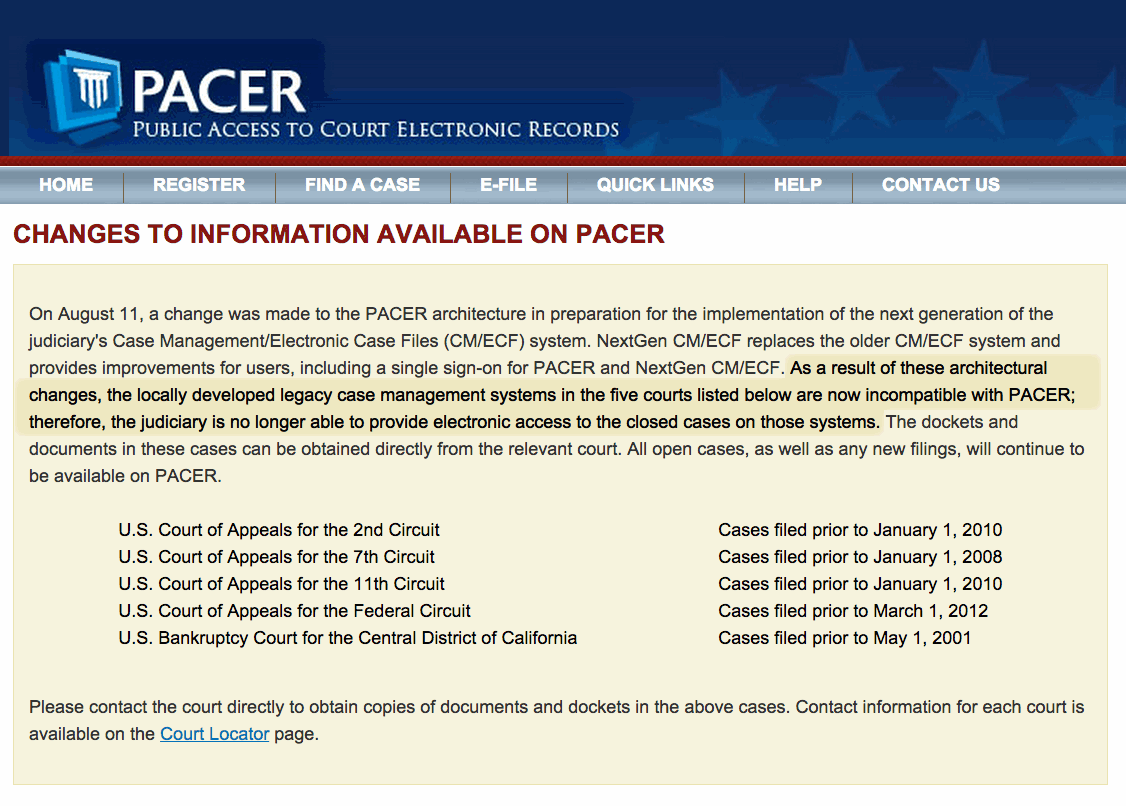 PACER
PUBLIC ACCESS TO COURT ELECTRONIC RECORDS
HOME REGISTER FIND A CASE E-FILE QUICK LINKS HELP CONTACT US
CHANGES TO INFORMATION AVAILABLE ON PACER
On August 11, a change was made to the PACER architecture in preparation for the implementation of the next generation of the
judiciary's Case Management/Electronic Case Files (CM/ECF) system. NextGen CM/ECF replaces the older CM/ECF system and
provides improvements for users, including a single sign-on for PACER and NextGen CM/ECF. As a result of these architectural
changes, the locally developed legacy case management systems in the five courts listed below are now incompatible with PACER;
therefore, the judiciary is no longer able to provide electronic access to the closed cases on those systems. The dockets and
documents in these cases can be obtained directly from the relevant court. All open cases, as well as any new filings, will continue to
be available on PACER.
U.S. Court of Appeals for the 2nd Circuit Cases filed prior to January 1, 2010
U.S. Court of Appeals for the 7th Circuit Cases filed prior to January 1, 2008
U.S. Court of Appeals for the 11th Circuit Cases filed prior to January 1, 2010
U.S. Court of Appeals for the Federal Circuit Cases filed prior to March 1, 2012
U.S. Bankruptcy Court for the Central District of California Cases filed prior to May 1, 2001
Please contact the court directly to obtain copies of documents and dockets in the above cases. Contact information for each court is
available on the Court Locator page.